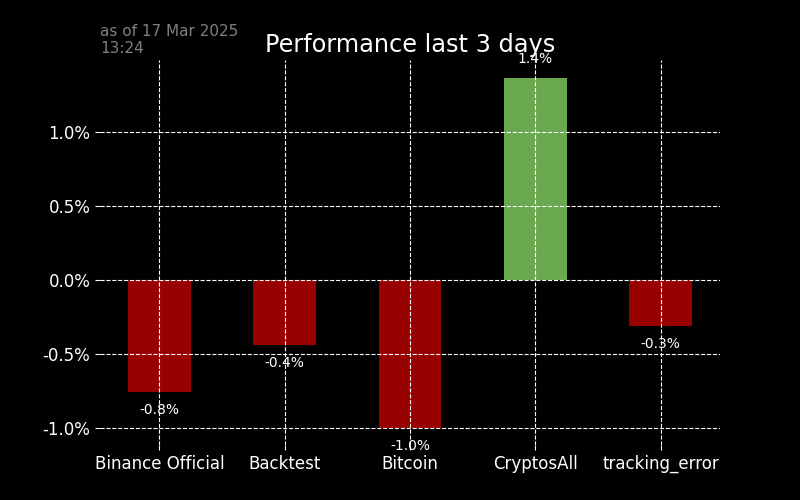 as of 17 Mar 2025
13:24
Performance last 3 days
1.4%
1.0%
0.5%
0.0%
-0.5%
-1.0%
-0.8%
-0.4%
-1.0%
-0.3%
Binance Official
Backtest
Bitcoin
CryptosAll
tracking_error